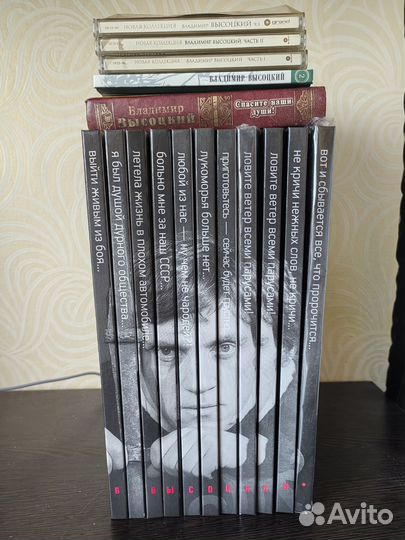 НОВАЯ КОЛЛЕКЦИЯ ВЛАДИМИР ВЫСОЦКИЙ
НОВАЯ КОЛЛЕКЦИЯ ВЛАДИМИР ВЫСОЦКИЙ, ЧАСТЬ II
НОВАЯ КОЛЛЕКЦИЯ ВЛАДИМИР ВЫСОЦКИЙ, ЧАСТЬ I
ВЛАДИМИР ВЫСОЦКИЙ 2
Владимир
ВЫСОЦКИЙ
Спасите наши
души!
выйти живым из боя...
я был душой дурного общества...
летела жизнь в плохом автомобиле...
больно мне за наш СССР...
любой из нас — ну чем не чародей?
лукоморья больше нет...
приготовьтесь — сейчас будет
ловите ветер всеми парусами!
ловите ветер всеми парусами!
не кричи нежных слов, не кричи...
вот и сбывается все, что пророчится...
В. ВЫСОЦКИЙ
Avito